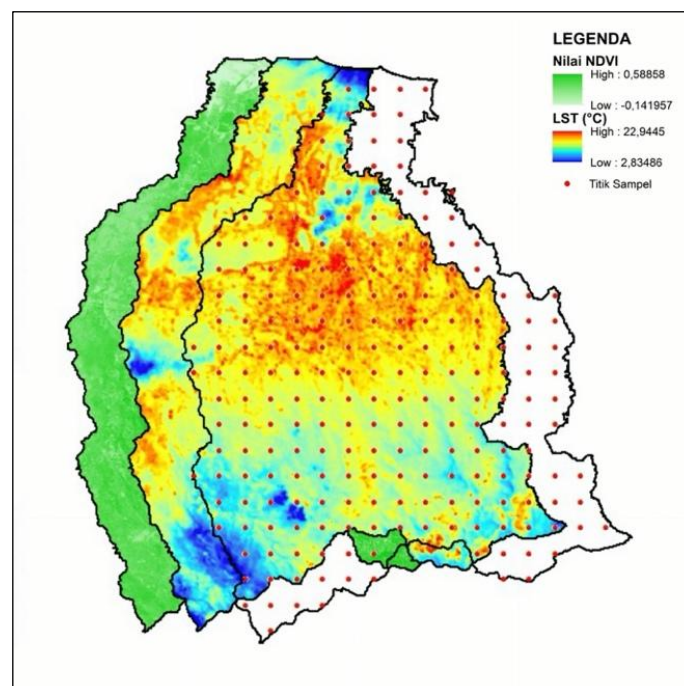 LEGENDA
Nilai NDVI
High : 0,58858
Low : -0,141957
LST (°C)
High : 22,9445
Low : 2,83486
Titik Sampel